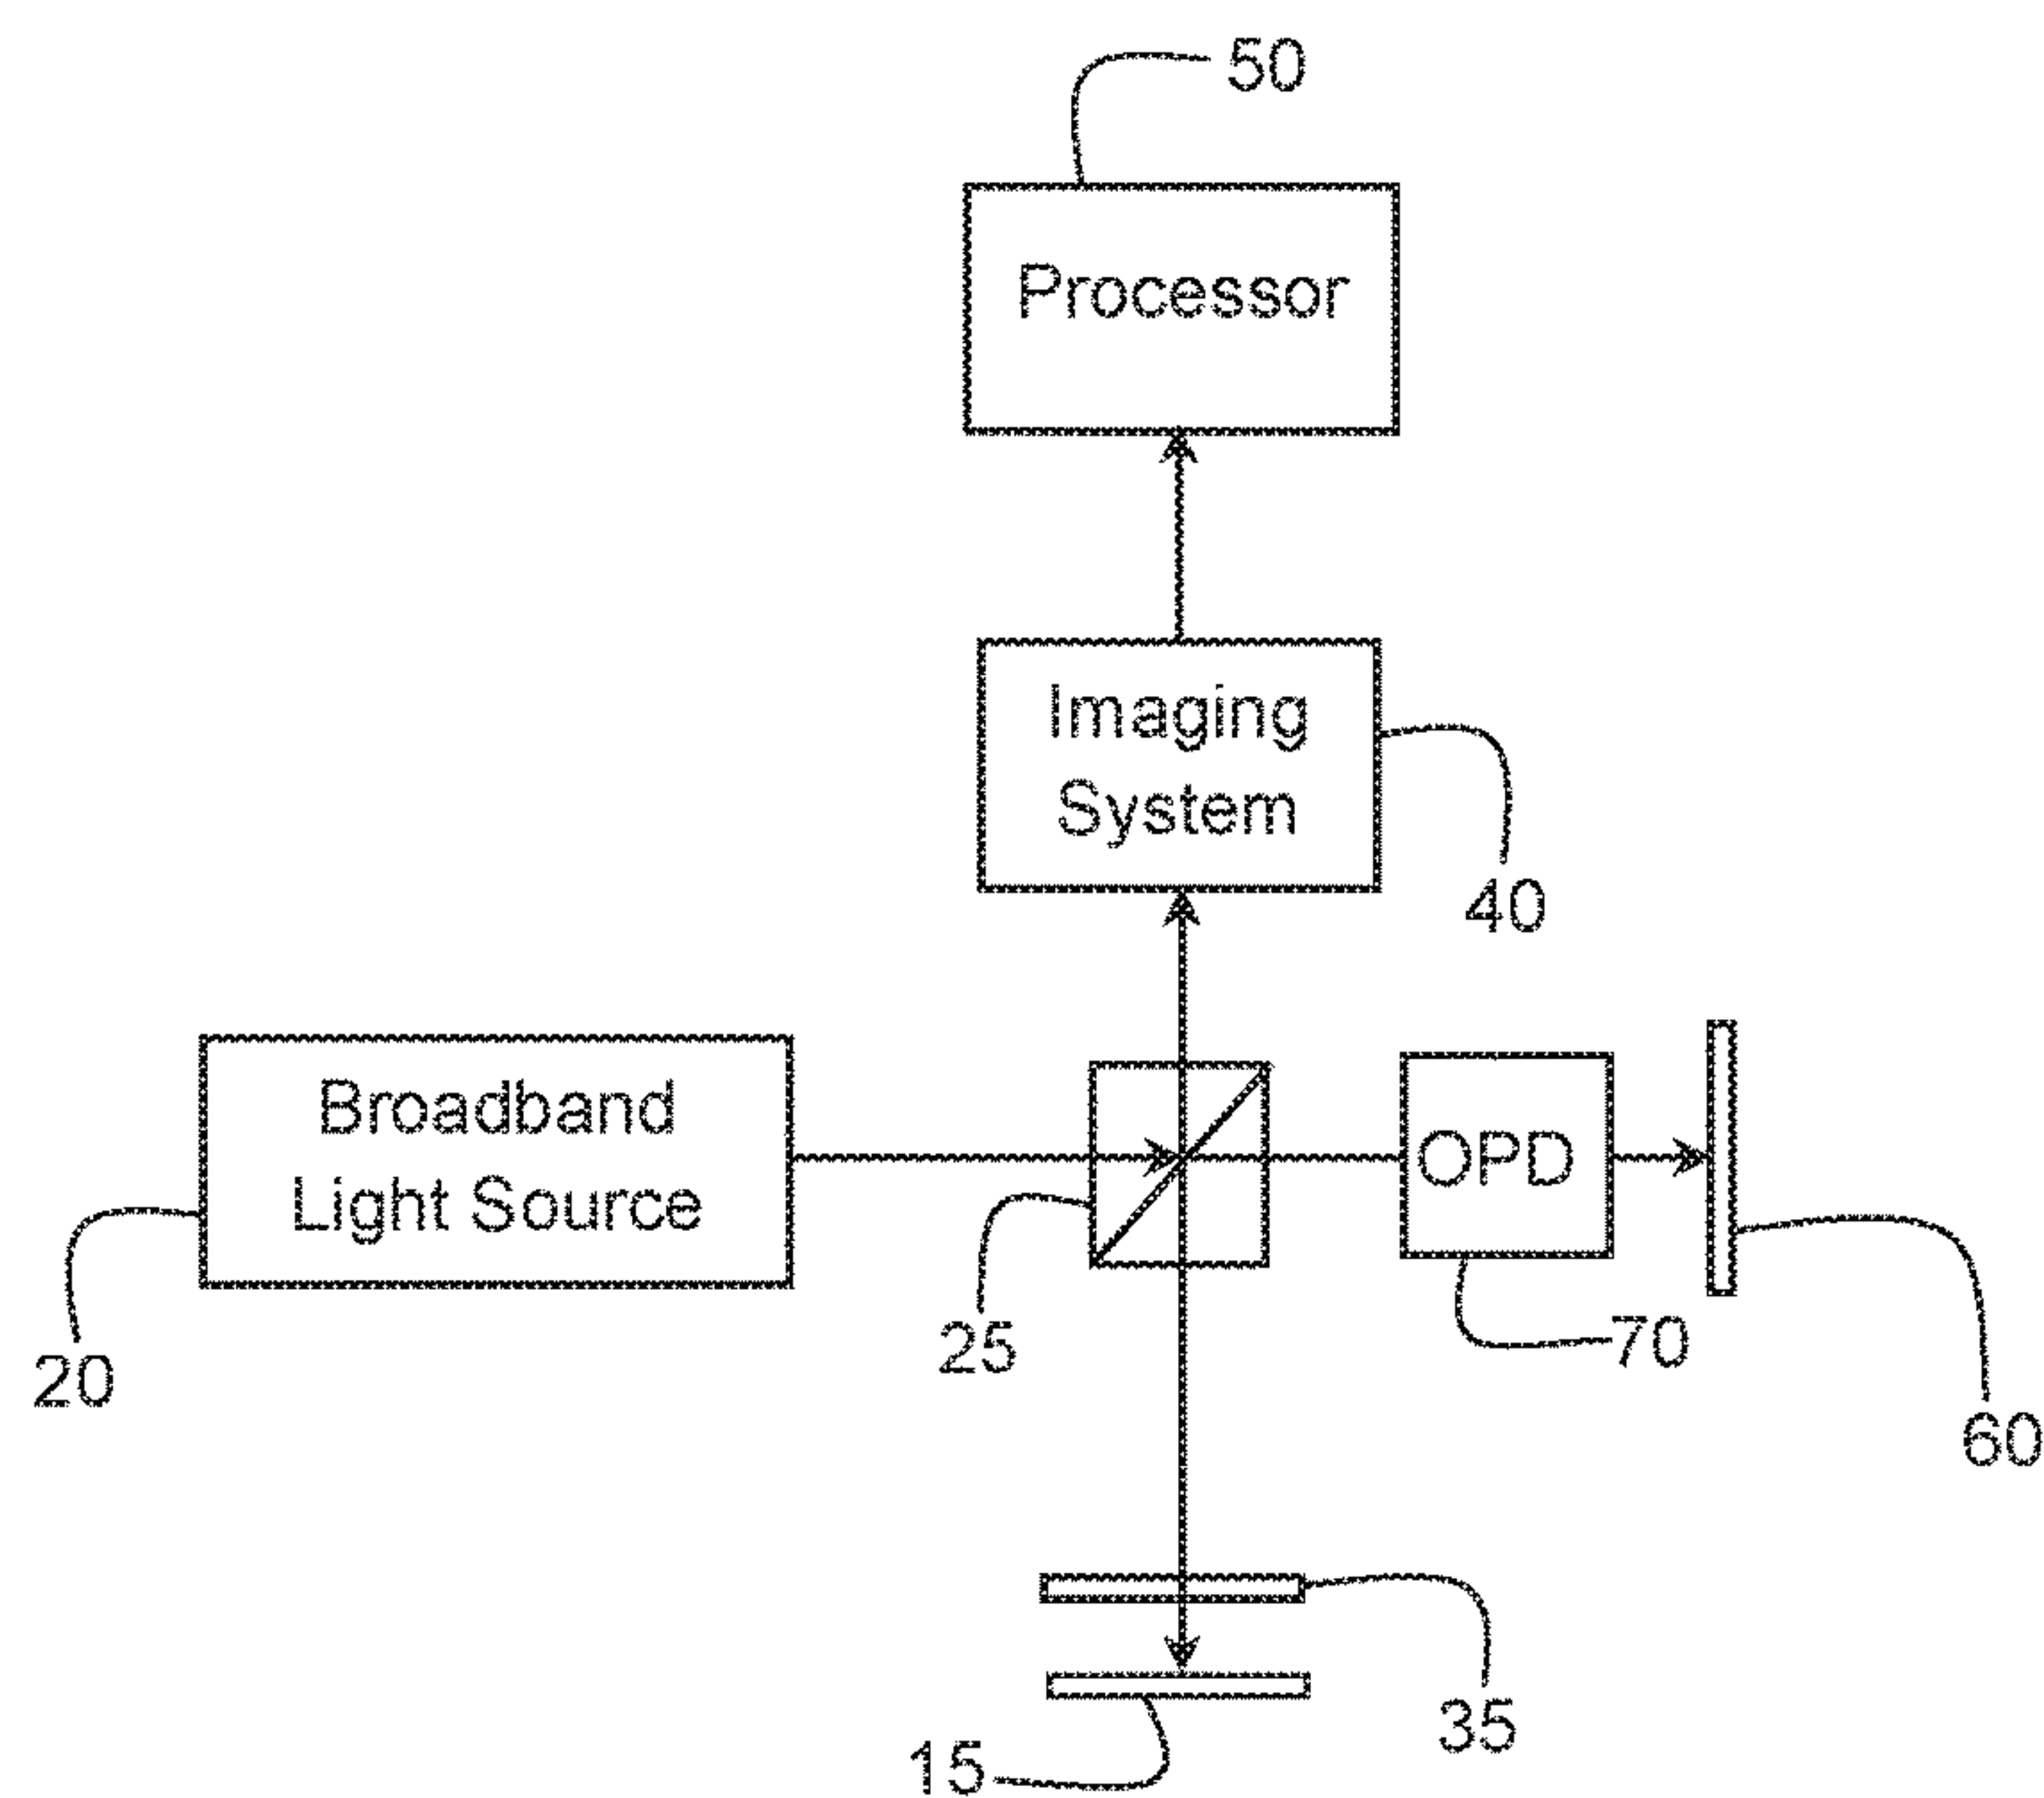 50
Processor
Imaging
System
40
Broadband
Light Source
OPD
20
25
70
60
35
15